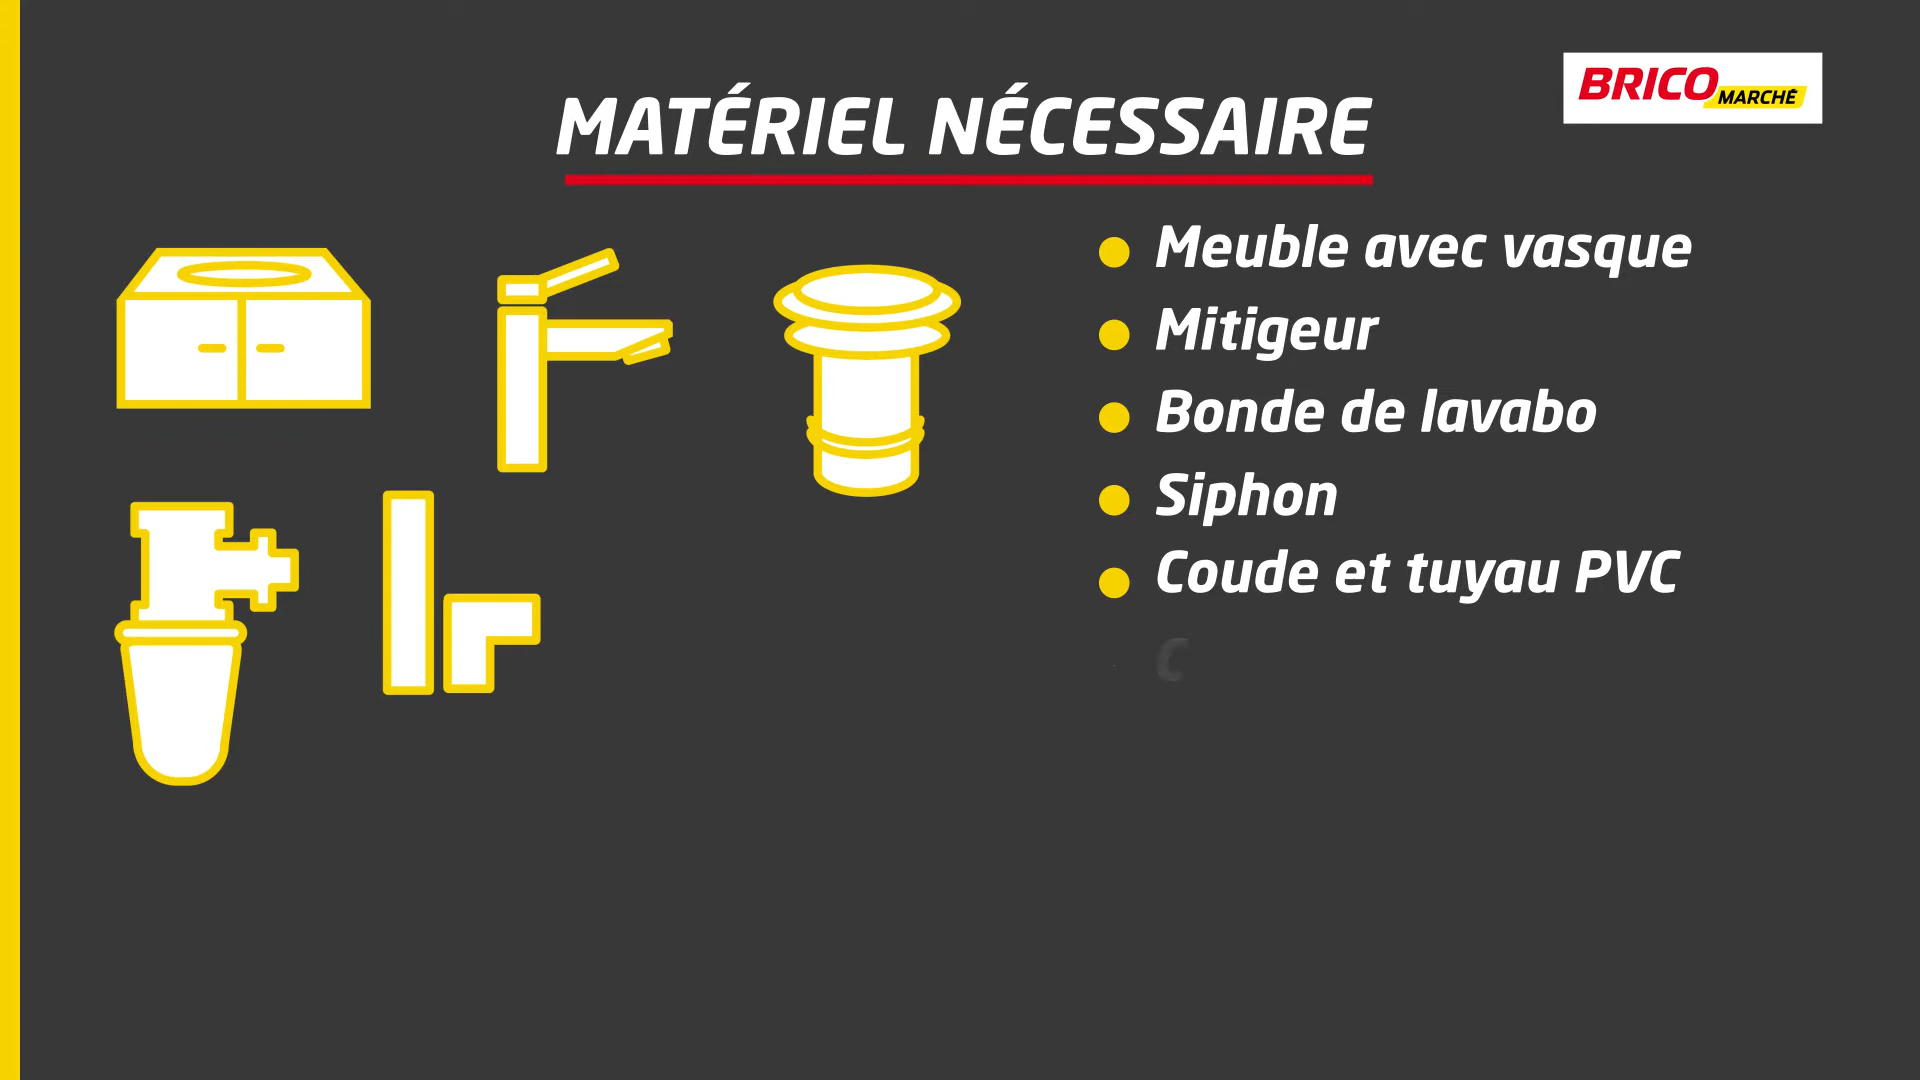 BRICO MARCHÉ
MATÉRIEL NÉCESSAIRE
Meuble avec vasque
Mitigeur
Bonde de lavabo
Siphon
Coude et tuyau PVC
C